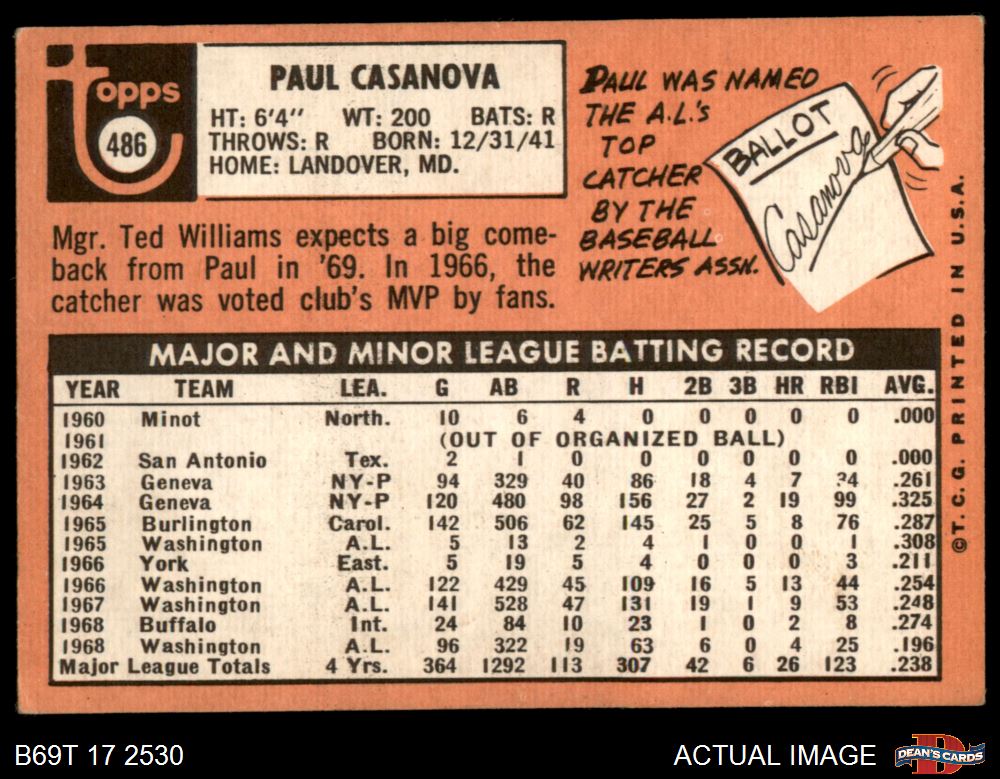 topps
486
PAUL CASANOVA
HT: 6'4" WT: 200 BATS: R
THROWS: R BORN: 12/31/41
HOME: LANDOVER, MD.
Mgr. Ted Williams expects a big come-
back from Paul in '69. In 1966, the
catcher was voted club's MVP by fans.
PAUL WAS NAMED
THE A.L.'s
TOP
CATCHER
BY THE
BASEBALL
WRITERS ASSN.
BALLOT
Casanova
MAJOR AND MINOR LEAGUE BATTING RECORD
YEAR TEAM LEA. G AB R H 2B 3B HR RBI AVG.
1960 Minot North. 10 6 4 0 0 0 0 0 .000
1961 (OUT OF ORGANIZED BALL)
1962 San Antonio Tex. 2 1 0 0 0 0 0 0 .000
1963 Geneva NY-P 94 329 40 86 18 4 7 34 .261
1964 Geneva NY-P 120 480 98 156 27 2 19 99 .325
1965 Burlington Carol. 142 506 62 145 25 5 8 76 .287
1965 Washington A.L. 5 13 2 4 1 0 0 1 .308
1966 York East. 5 19 5 4 0 0 0 3 .211
1966 Washington A.L. 122 429 45 109 16 5 13 44 .254
1967 Washington A.L. 141 528 47 131 19 1 9 53 .248
1968 Buffalo Int. 24 84 10 23 1 0 2 8 .274
1968 Washington A.L. 96 322 19 63 6 0 4 25 .196
Major League Totals 4 Yrs. 364 1292 113 307 42 6 26 123 .238
© T. C. G. PRINTED IN U.S.A.
B69T 17 2530
ACTUAL IMAGE
D
DEAN'S CARDS